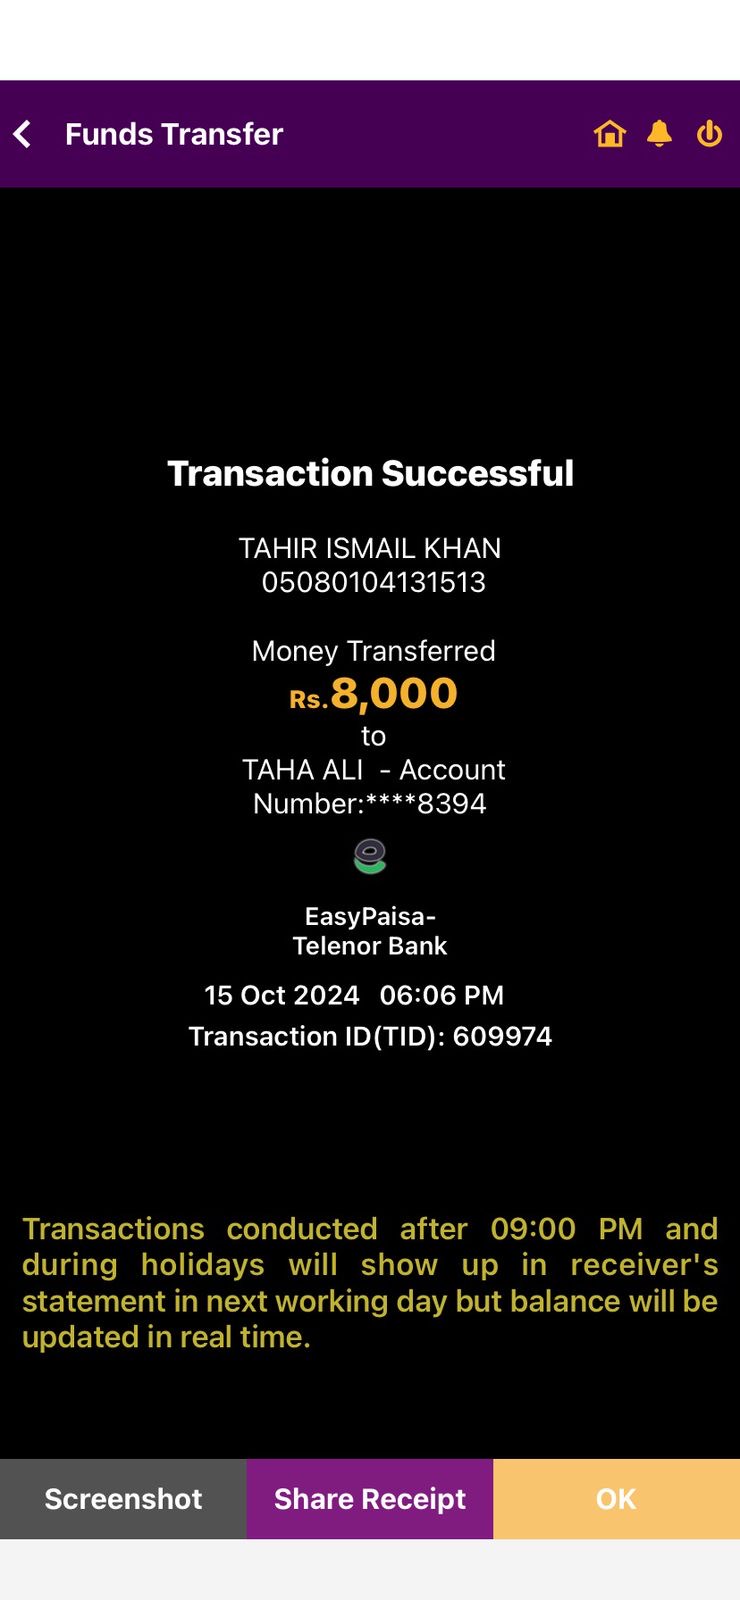 Funds Transfer
Transaction Successful
TAHIR ISMAIL KHAN
05080104131513
Money Transferred
Rs.8,000
to
TAHA ALI - Account
Number:****8394
EasyPaisa-
Telenor Bank
15 Oct 2024 06:06 PM
Transaction ID(TID): 609974
Transactions conducted after 09:00 PM and
during holidays will show up in receiver's
statement in next working day but balance will be
updated in real time.
Screenshot
Share Receipt
OK